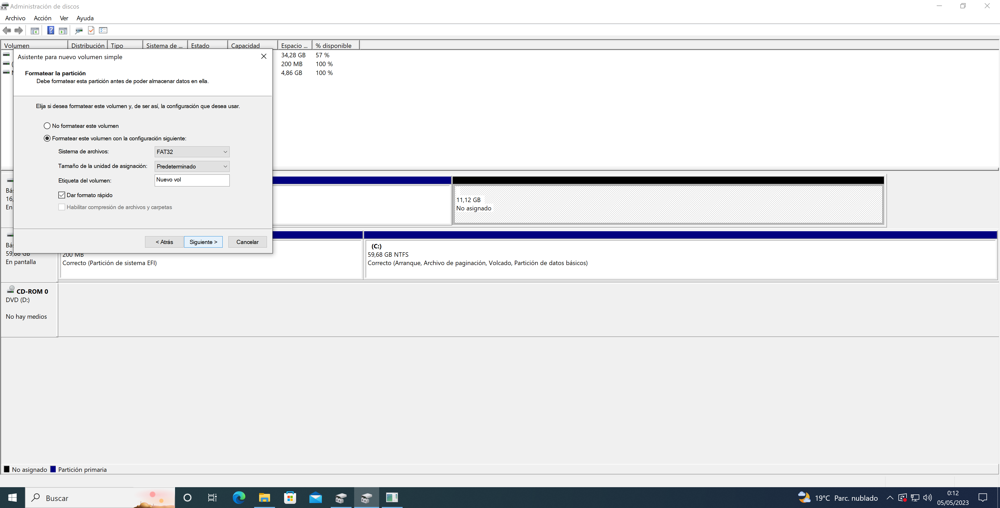 Administración de discos
Archivo Acción Ver Ayuda
Volumen Distribución Tipo Sistema de ... Estado Capacidad Espacio ... % disponible
34,28 GB 57 %
200 MB 100 %
4,86 GB 100 %
Asistente para nuevo volumen simple
Formatear la partición
Debe formatear esta partición antes de poder almacenar datos en ella.
Elija si desea formatear este volumen y, de ser así, la configuración que desea usar.
No formatear este volumen
Formatear este volumen con la configuración siguiente:
Sistema de archivos: FAT32
Tamaño de la unidad de asignación: Predeterminado
Etiqueta del volumen: Nuevo vol
Dar formato rápido
Habilitar compresión de archivos y carpetas
< Atrás Siguiente > Cancelar
Bás
16,
En
11,12 GB
No asignado
Bás
59,88 GB
En pantalla
200 MB
Correcto (Partición de sistema EFI)
(C:)
59,68 GB NTFS
Correcto (Arranque, Archivo de paginación, Volcado, Partición de datos básicos)
CD-ROM 0
DVD (D:)
No hay medios
No asignado Partición primaria
Buscar
19°C Parc. nublado
0:12
05/05/2023